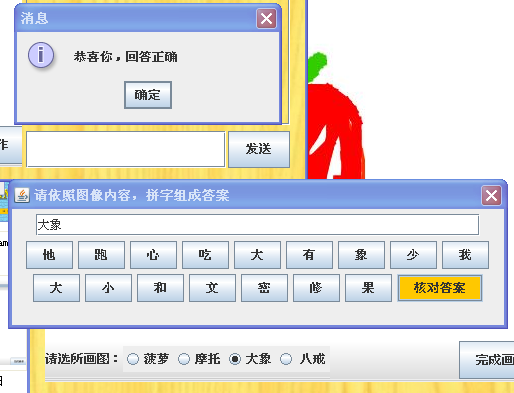 消息
恭喜你，回答正确
确定
作
发送
请依照图像内容，拼字组成答案
am
大象
他 跑 心 吃 大 有 象 少 我
大 小 和 文 密 修 果 核对答案
请选所画图： 菠萝 摩托 大象 八戒
完成画